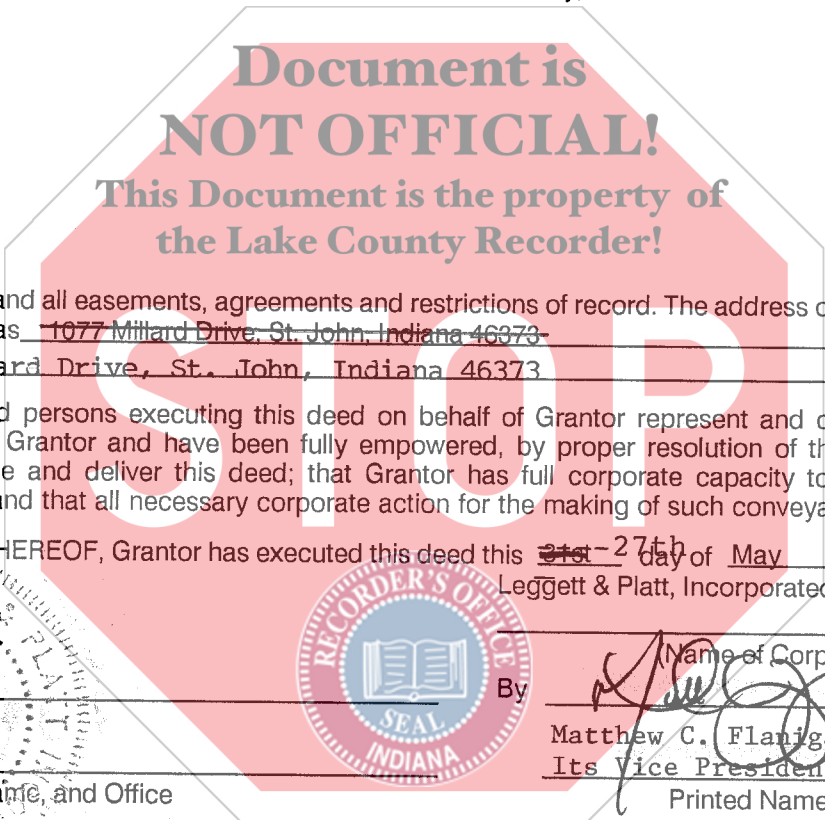 Document is
NOT OFFICIAL!
This Document is the property of
the Lake County Recorder!
and all easements, agreements and restrictions of record. The address
as 1077 Millard Drive, St. John, Indiana 46373
ard Drive, St. John, Indiana 46373
d persons executing this deed on behalf of Grantor represent and
Grantor and have been fully empowered, by proper resolution of th
e and deliver this deed; that Grantor has full corporate capacity to
and that all necessary corporate action for the making of such conveya
HEREOF, Grantor has executed this deed this 31st 27th day of May
Leggett & Platt, Incorporated
(Name of Corp
By
Matthew C. Flanig
Its Vice Presiden
ame, and Office
Printed Name
STOP
RECORDER'S OFFICE
SEAL
INDIANA
PLATT